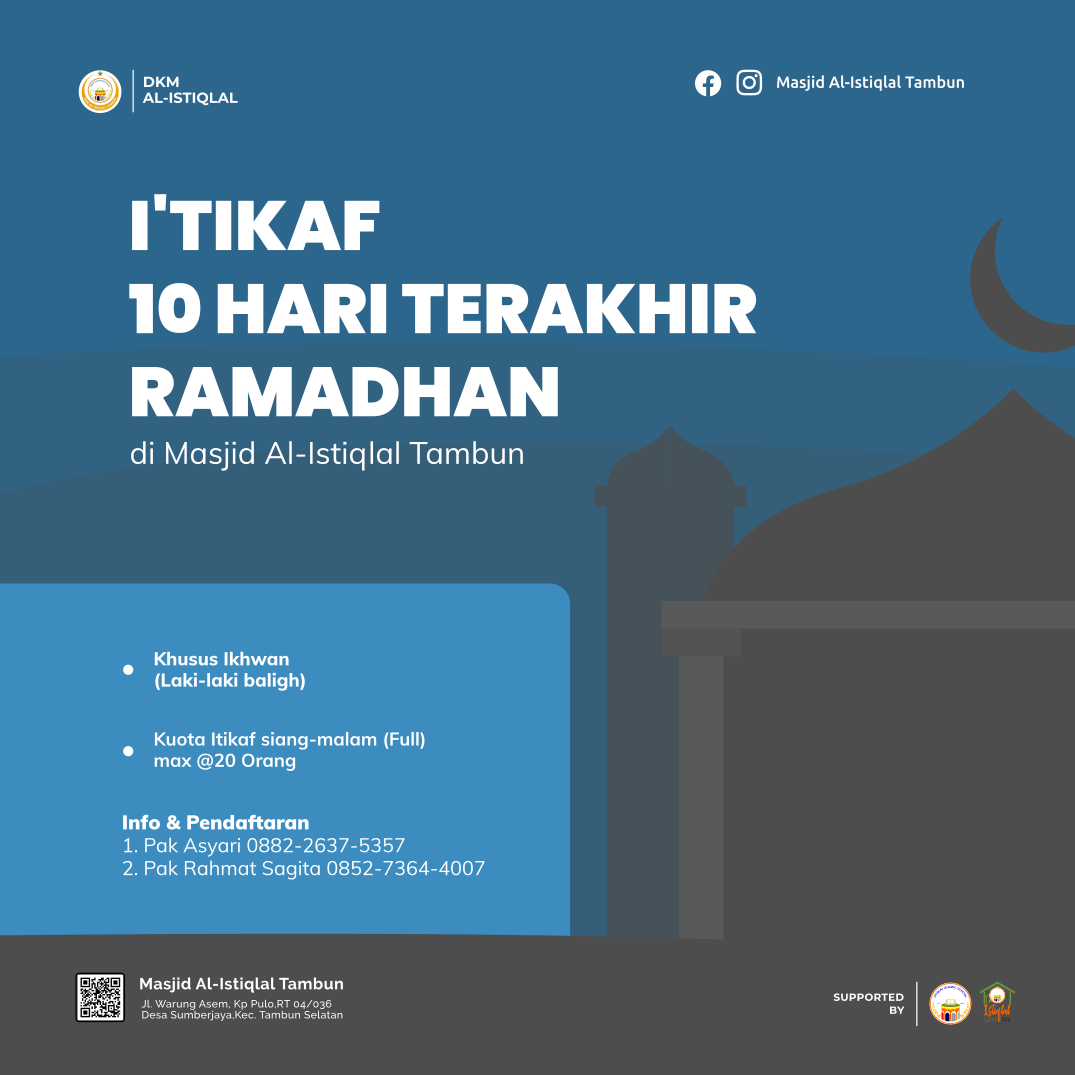 DKM
AL-ISTIQLAL
Masjid Al-Istiqlal Tambun
I'TIKAF
10 HARI TERAKHIR
RAMADHAN
di Masjid Al-Istiqlal Tambun
Khusus Ikhwan
(Laki-laki baligh)
Kuota Itikaf siang-malam (Full)
max @20 Orang
Info & Pendaftaran
1. Pak Asyari 0882-2637-5357
2. Pak Rahmat Sagita 0852-7364-4007
Masjid Al-Istiqlal Tambun
Jl. Warung Asem, Kp Pulo,RT 04/036
Desa Sumberjaya,Kec. Tambun Selatan
SUPPORTED
BY
Istiqlal